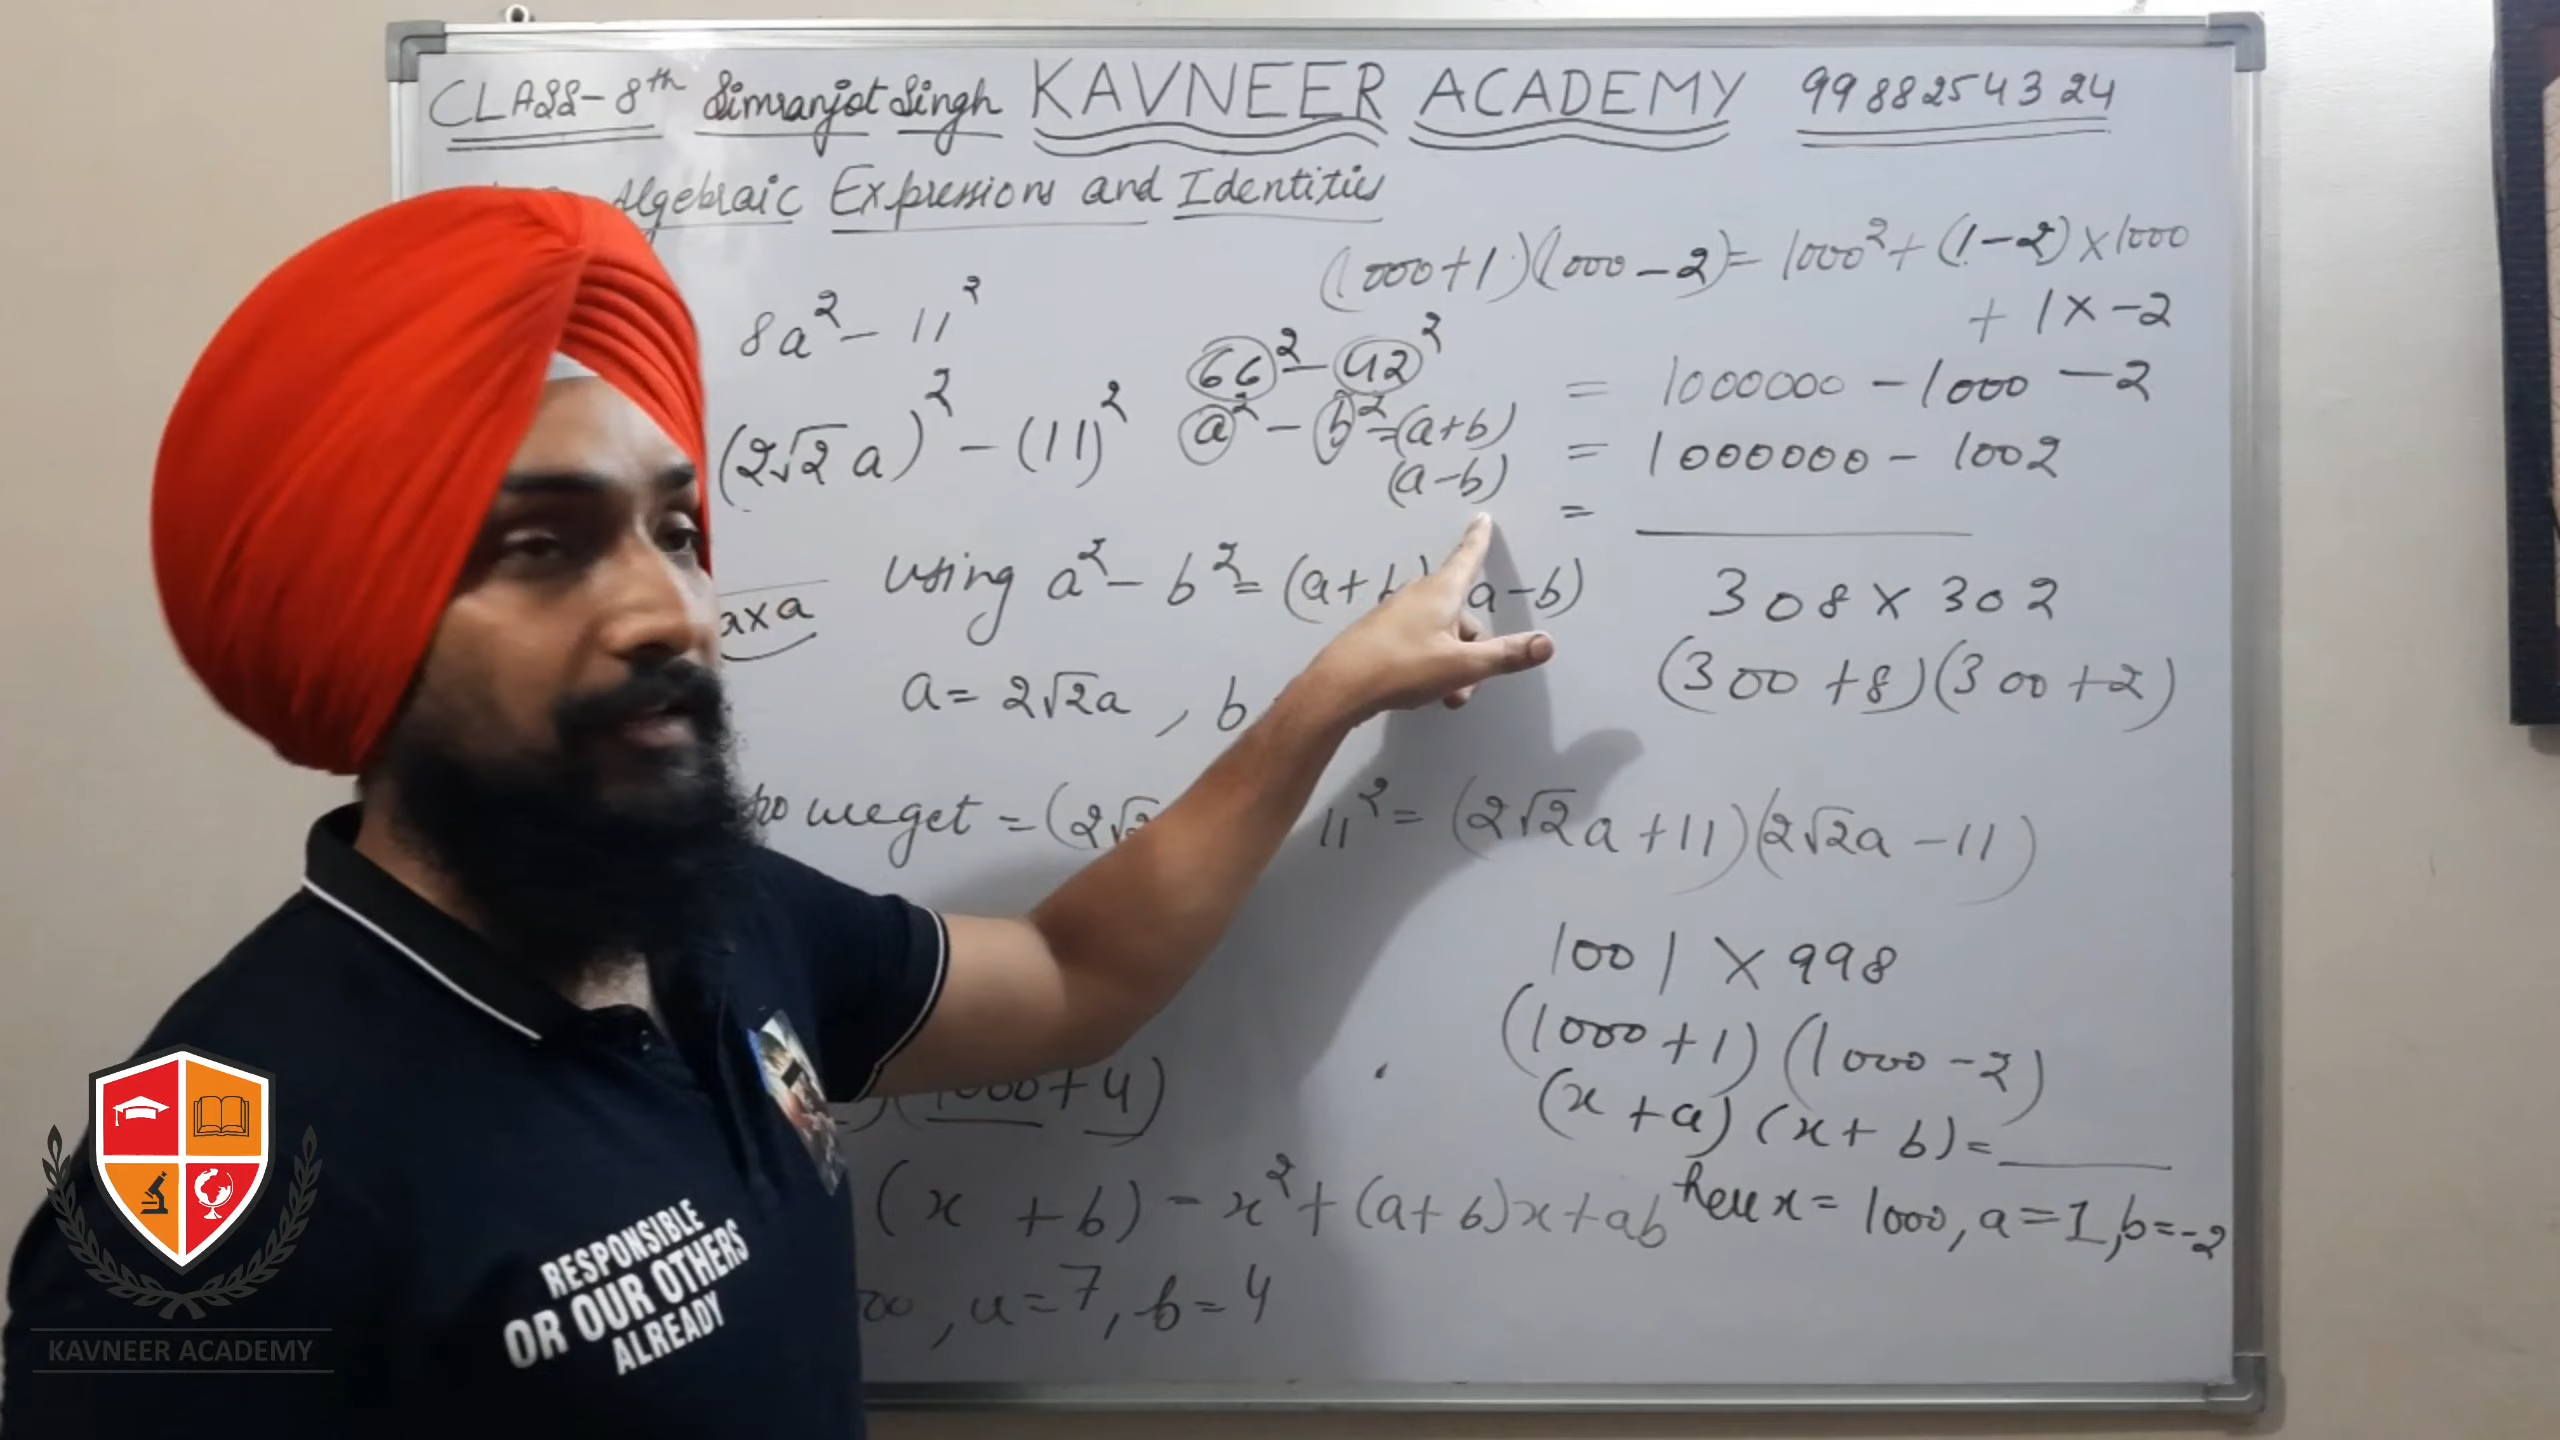 CLASS-8th Simranjot Singh KAVNEER ACADEMY 9988254324
Algebraic Expressions and Identities
(1000+1)(1000-2)= 1000²+(1-2)×1000
+ 1×-2
= 1000000-1000-2
= 1000000-1002
=
8a²-11²
(2√2a)²-(11)²
66²-42²
a²-b²=(a+b)
(a-b)
a×a
using a²-b²=(a+b)(a-b)
a=2√2a, b
308×302
(300+8)(300+2)
we get =(2√2 11²=(2√2a+11)(2√2a-11)
1001×998
(1000+1)(1000-2)
(x+a)(x+b)=
here x=1000, a=1, b=-2
)(1000+4)
(x+b)=x²+(a+b)x+ab
00, a=7, b=4
RESPONSIBLE
OR OUR OTHERS
ALREADY
KAVNEER ACADEMY